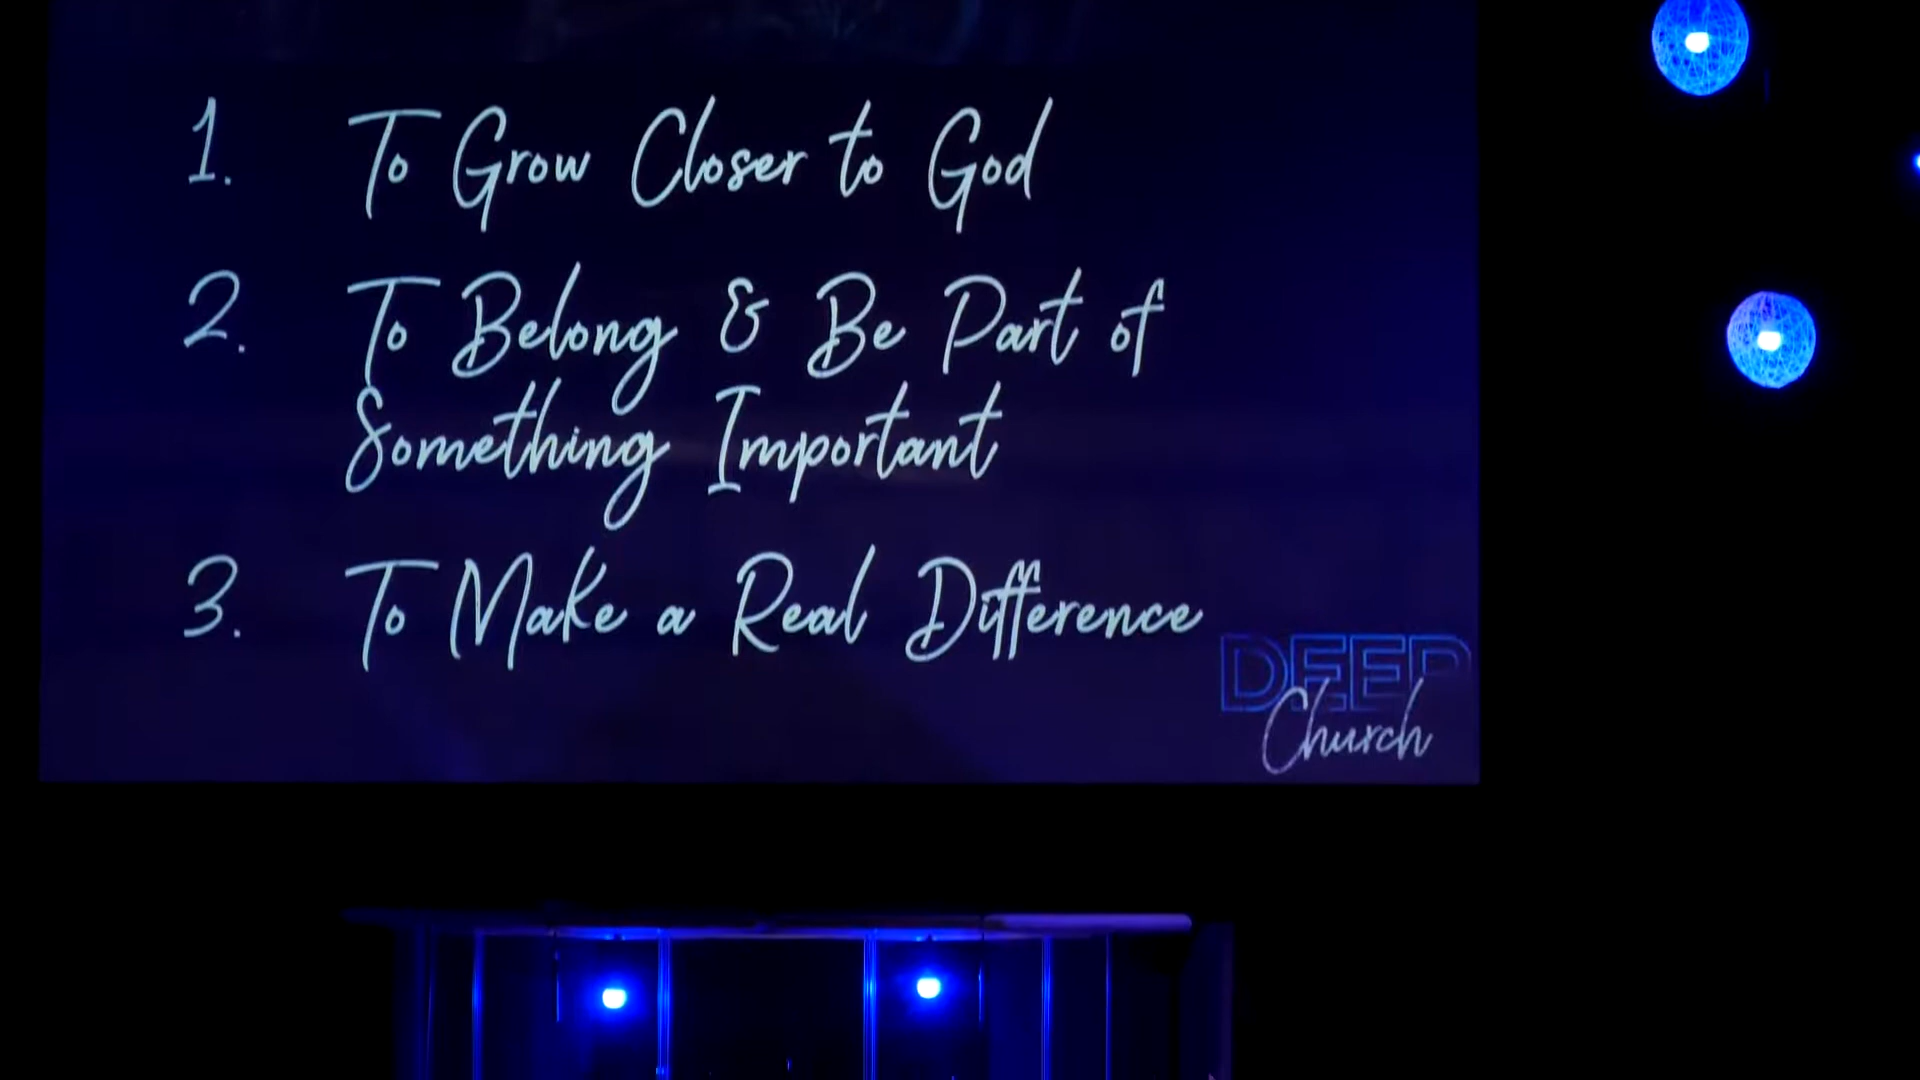 1. To Grow Closer to God
2. To Belong & Be Part of
Something Important
3. To Make a Real Difference
DEEP
Church